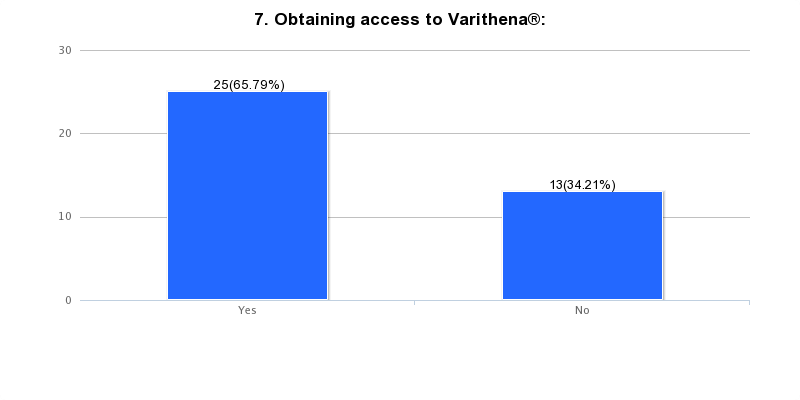 7. Obtaining access to Varithena®:
30
25(65.79%)
20
13(34.21%)
10
0
Yes
No